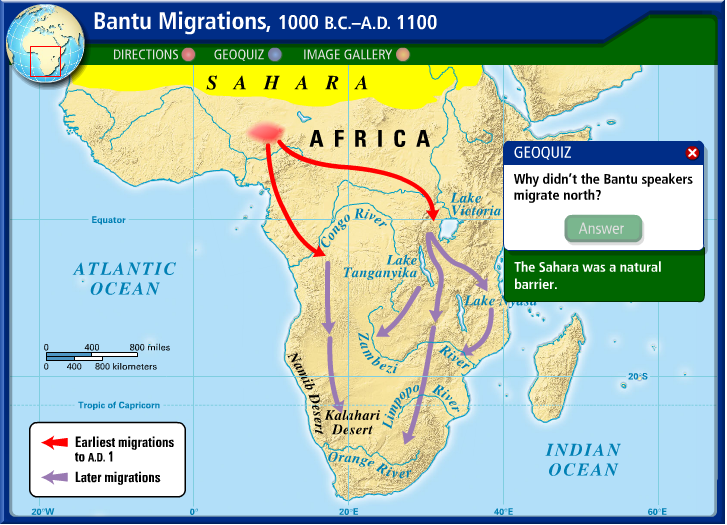 Bantu Migrations, 1000 B.C.–A.D. 1100
DIRECTIONS GEOQUIZ IMAGE GALLERY
SAHARA
AFRICA
GEOQUIZ
Why didn't the Bantu speakers
migrate north?
Answer
The Sahara was a natural
barrier.
Lake
Victoria
Equator
Congo River
Lake
Tanganyika
ATLANTIC
OCEAN
Lake Nyasa
0 400 800 miles
0 400 800 kilometers
Zambezi River
Namib Desert
20°S
Limpopo River
Tropic of Capricorn
Kalahari
Desert
Orange River
INDIAN
OCEAN
Earliest migrations
to A.D. 1
Later migrations
20°W 0° 20°E 40°E 60°E